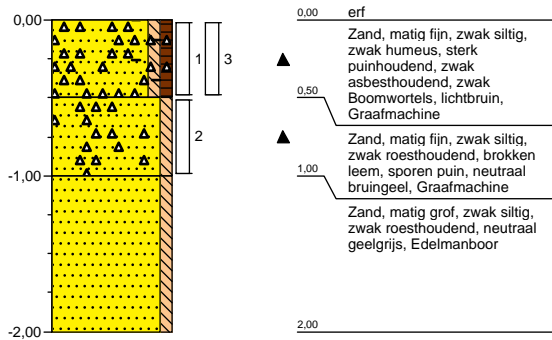 0,00
-1,00
-2,00
1
3
2
0,00
erf
Zand, matig fijn, zwak siltig,
zwak humeus, sterk
puinhoudend, zwak
asbesthoudend, zwak
Boomwortels, lichtbruin,
Graafmachine
0,50
Zand, matig fijn, zwak siltig,
zwak roesthoudend, brokken
leem, sporen puin, neutraal
bruingeel, Graafmachine
1,00
Zand, matig grof, zwak siltig,
zwak roesthoudend, neutraal
geelgrijs, Edelmanboor
2,00